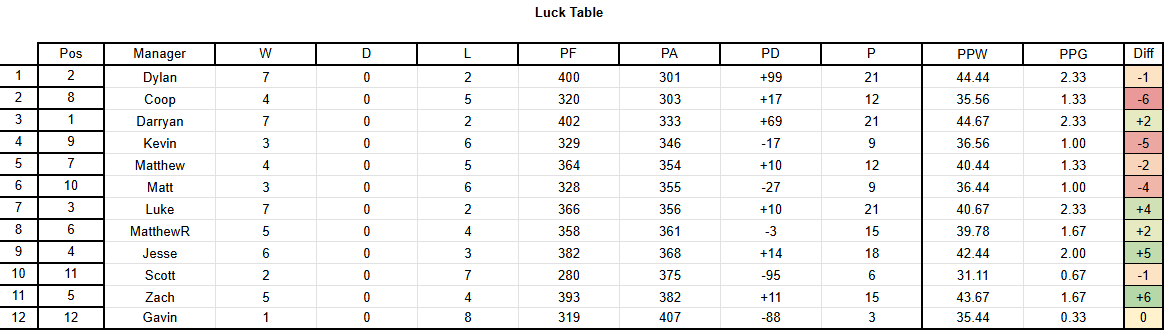 Luck Table
Pos Manager W D L PF PA PD P PPW PPG Diff
1 2 Dylan 7 0 2 400 301 +99 21 44.44 2.33 -1
2 8 Coop 4 0 5 320 303 +17 12 35.56 1.33 -6
3 1 Darryan 7 0 2 402 333 +69 21 44.67 2.33 +2
4 9 Kevin 3 0 6 329 346 -17 9 36.56 1.00 -5
5 7 Matthew 4 0 5 364 354 +10 12 40.44 1.33 -2
6 10 Matt 3 0 6 328 355 -27 9 36.44 1.00 -4
7 3 Luke 7 0 2 366 356 +10 21 40.67 2.33 +4
8 6 MatthewR 5 0 4 358 361 -3 15 39.78 1.67 +2
9 4 Jesse 6 0 3 382 368 +14 18 42.44 2.00 +5
10 11 Scott 2 0 7 280 375 -95 6 31.11 0.67 -1
11 5 Zach 5 0 4 393 382 +11 15 43.67 1.67 +6
12 12 Gavin 1 0 8 319 407 -88 3 35.44 0.33 0